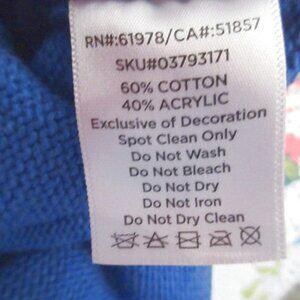 RN#:61978/CA#:51857
SKU#03793171
60% COTTON
40% ACRYLIC
Exclusive of Decoration
Spot Clean Only
Do Not Wash
Do Not Bleach
Do Not Dry
Do Not Iron
Do Not Dry Clean